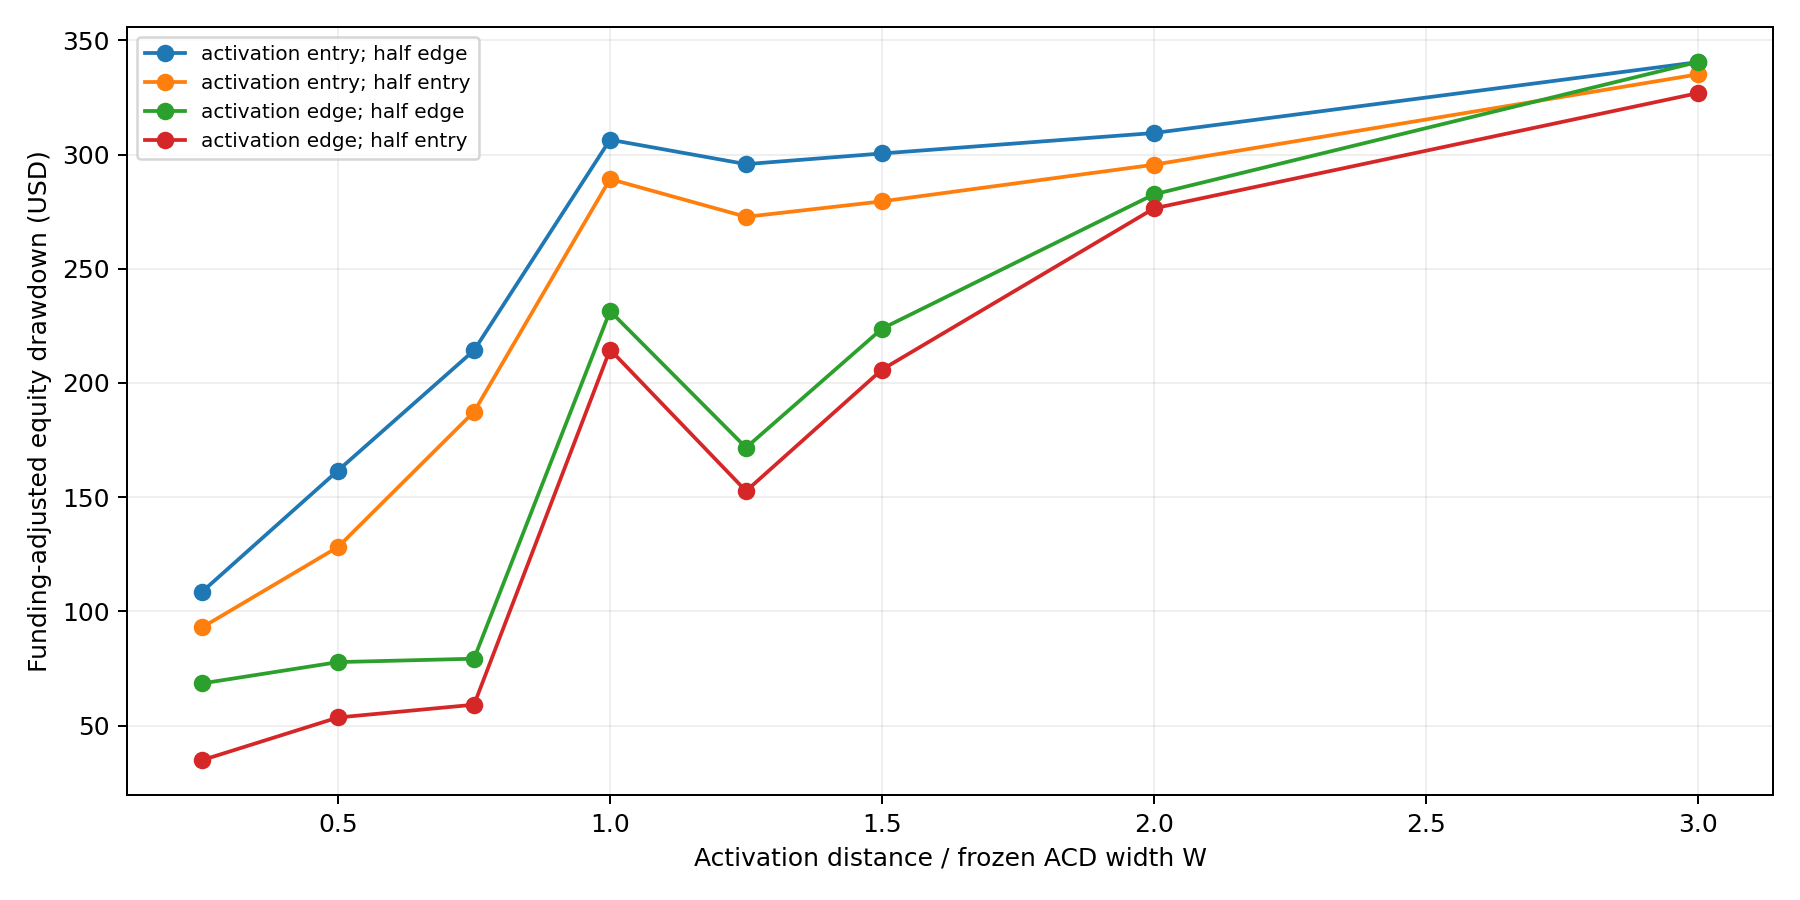 350
300
250
200
150
100
50
Funding-adjusted equity drawdown (USD)
activation entry; half edge
activation entry; half entry
activation edge; half edge
activation edge; half entry
0.5 1.0 1.5 2.0 2.5 3.0
Activation distance / frozen ACD width W